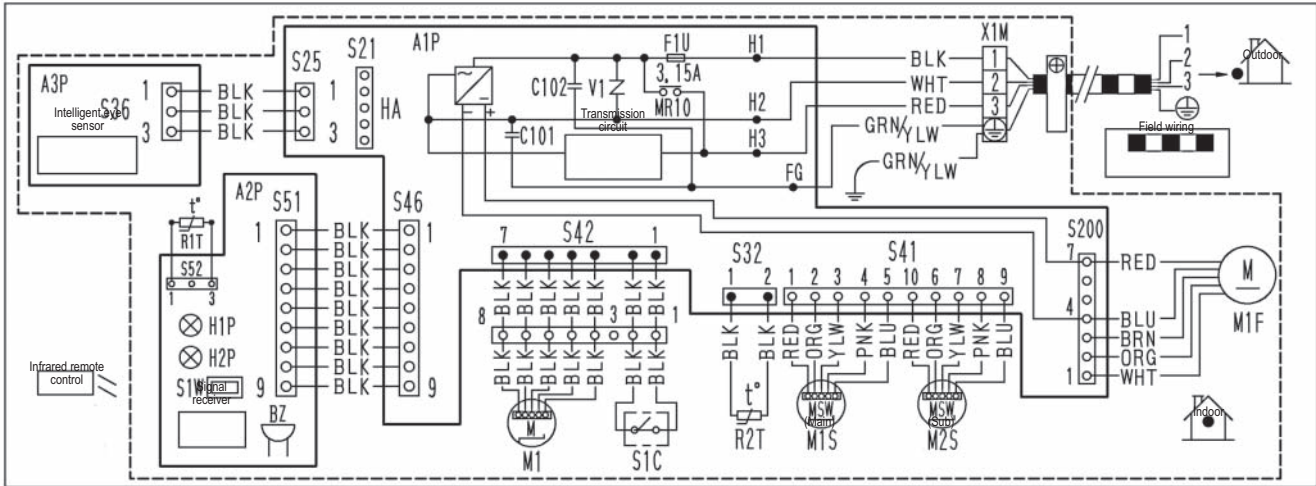 A3P
S36
1
3
Intelligent eye
sensor
BLK
BLK
BLK
S25
1
3
S21
HA
A1P
C102
V1
F1U
3.15A
MR10
C101
Transmission
circuit
H1
H2
H3
FG
BLK
WHT
RED
GRN/YLW
GRN/YLW
X1M
1
2
3
1
2
3
Outdoor
Field wiring
A2P
t°
R1T
S52
1 3
H1P
H2P
S1W
Signal
receiver
BZ
Infrared remote
control
S51
1
9
BLK
BLK
BLK
BLK
BLK
BLK
BLK
BLK
BLK
S46
1
9
7 S42 1
BLK BLK BLK BLK BLK BLK BLK
8 3 1
BLK BLK BLK BLK BLK BLK BLK
M
M1
S1C
S32
1 2
BLK BLK
t°
R2T
S41
1 2 3 4 5 10 6 7 8 9
RED ORG YLW PNK BLU RED ORG YLW PNK BLU
MSW
(Main)
M1S
MSW
(Sub)
M2S
S200
7
4
1
RED
BLU
BRN
ORG
WHT
M
M1F
Indoor